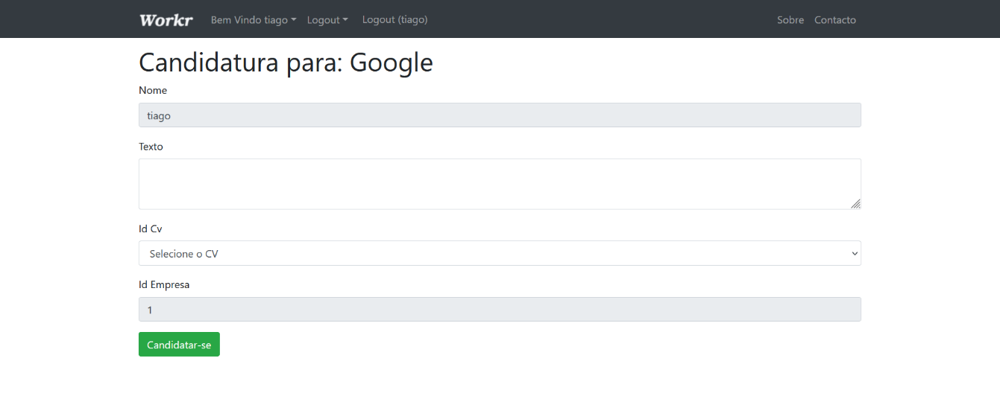 Workr Bem Vindo tiago Logout Logout (tiago) Sobre Contacto
Candidatura para: Google
Nome
tiago
Texto
Id Cv
Selecione o CV
Id Empresa
1
Candidatar-se